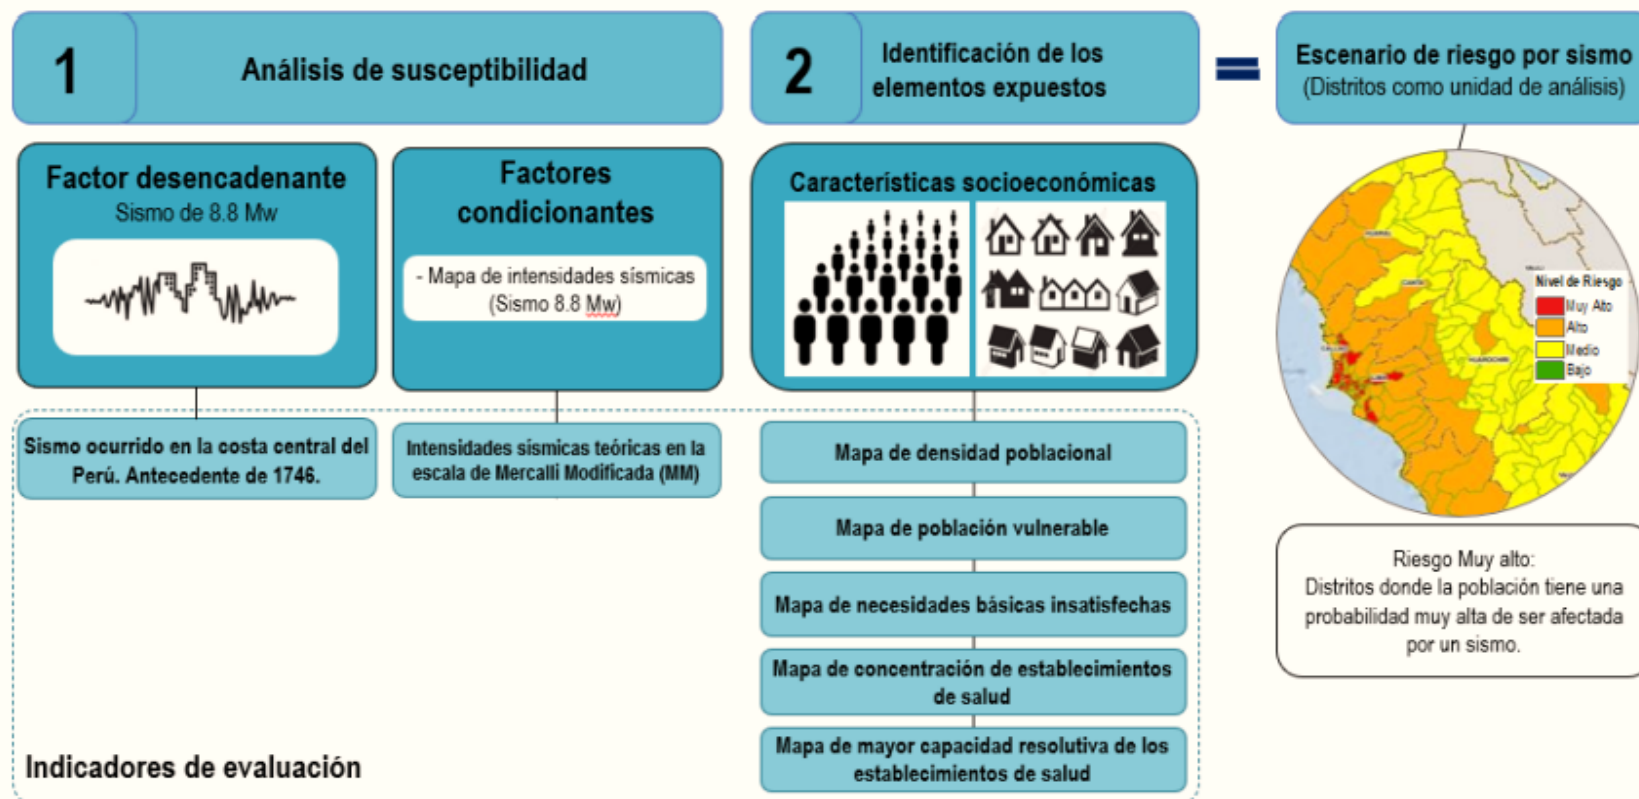 1
Análisis de susceptibilidad
2
Identificación de los
elementos expuestos
Escenario de riesgo por sismo
(Distritos como unidad de análisis)
Factor desencadenante
Sismo de 8.8 Mw
Factores
condicionantes
- Mapa de intensidades sísmicas
(Sismo 8.8 Mw)
Características socioeconómicas
Nivel de Riesgo
Muy Alto
Alto
Medio
Bajo
Sismo ocurrido en la costa central del
Perú. Antecedente de 1746.
Intensidades sísmicas teóricas en la
escala de Mercalli Modificada (MM)
Mapa de densidad poblacional
Mapa de población vulnerable
Mapa de necesidades básicas insatisfechas
Mapa de concentración de establecimientos
de salud
Mapa de mayor capacidad resolutiva de los
establecimientos de salud
Indicadores de evaluación
Riesgo Muy alto:
Distritos donde la población tiene una
probabilidad muy alta de ser afectada
por un sismo.